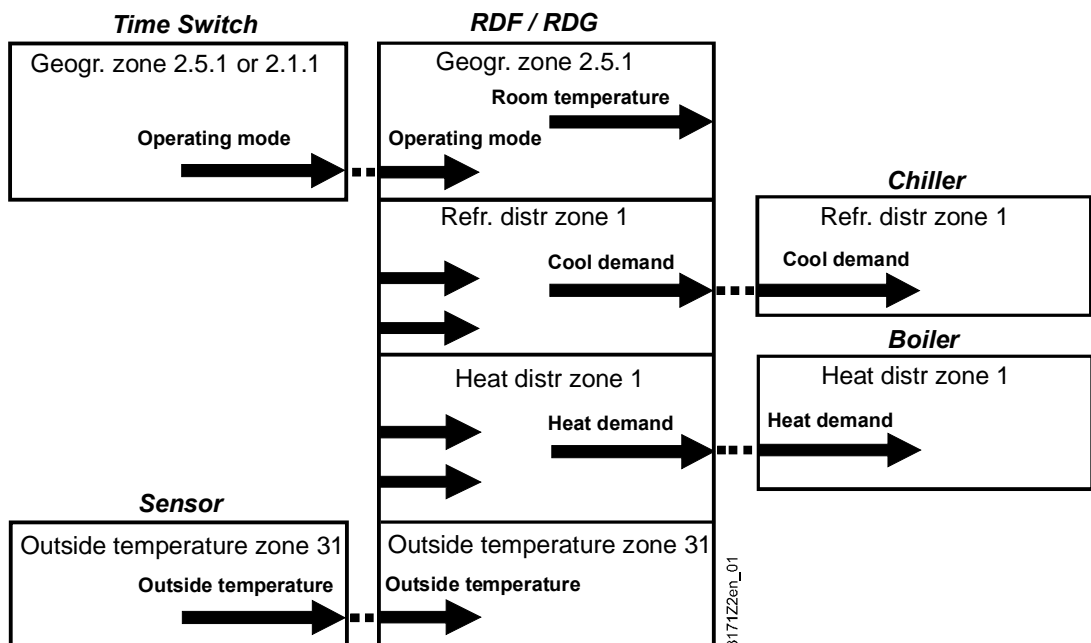 Time Switch
RDF / RDG
Geogr. zone 2.5.1 or 2.1.1
Geogr. zone 2.5.1
Room temperature
Operating mode
Operating mode
Chiller
Refr. distr zone 1
Refr. distr zone 1
Cool demand
Cool demand
Boiler
Heat distr zone 1
Heat distr zone 1
Heat demand
Heat demand
Sensor
Outside temperature zone 31
Outside temperature zone 31
Outside temperature
Outside temperature
3171Z2en_01